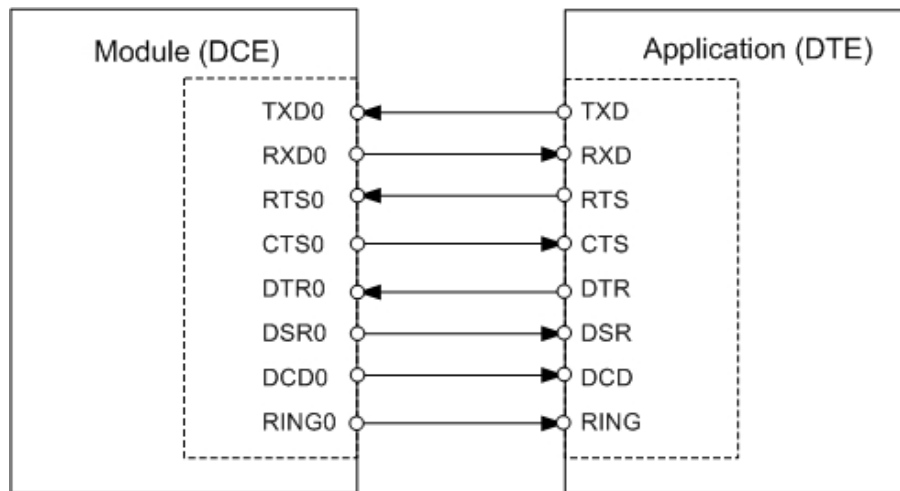 Module (DCE)
Application (DTE)
TXD0
TXD
RXD0
RXD
RTS0
RTS
CTS0
CTS
DTR0
DTR
DSR0
DSR
DCD0
DCD
RING0
RING